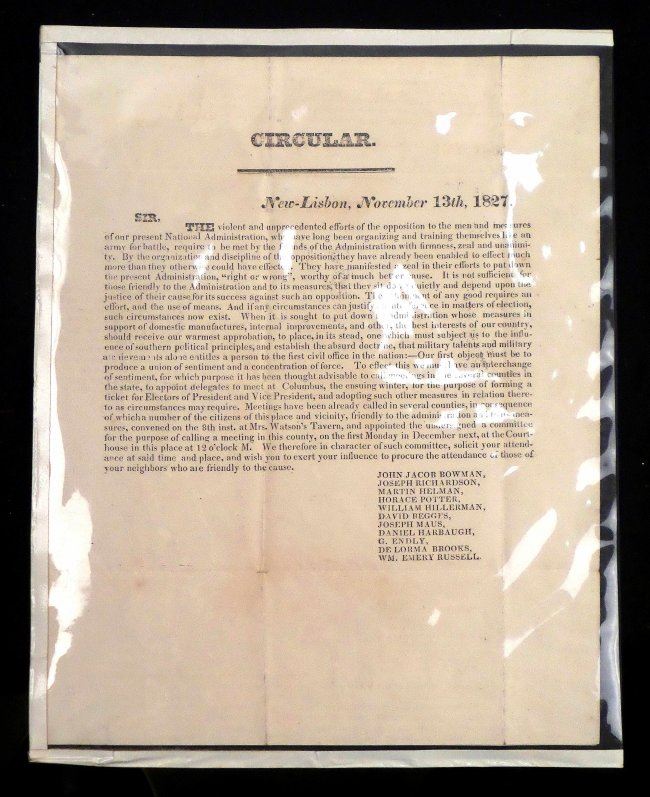 CIRCULAR.
New-Lisbon, November 13th, 1827.
SIR,
THE violent and unprecedented efforts of the opposition to the men and measures
of our present National Administration, who have long been organizing and training themselves like an
army for battle, require to be met by the friends of the Administration with firmness, zeal and unanimi-
ty. By the organization and discipline of the opposition, they have already been enabled to effect much
more than they otherwise could have effected. They have manifested a zeal in their efforts to put down
the present Administration, "right or wrong", worthy of a much better cause. It is not sufficient for
those friendly to the Administration and to its measures, that they sit down quietly and depend upon the
justice of their cause for its success against such an opposition. The of any good requires an
effort, and the use of means. And if any circumstances can justify in matters of election,
such circumstances now exist. When it is sought to put down administration whose measures in
support of domestic manufactures, internal improvements, and other, the best interests of our country,
should receive our warmest approbation, to place, in its stead, one which must subject us to the influ-
ence of southern political principles, and establish the absurd doctrine, that military talents and military
achievements alone entitles a person to the first civil office in the nation:—Our first object must be to
produce a union of sentiment and a concentration of force. To effect this we must have an interchange
of sentiment, for which purpose it has been thought advisable to call meetings in the several counties in
the state, to appoint delegates to meet at Columbus, the ensuing winter, for the purpose of forming a
ticket for Electors of President and Vice President, and adopting such other measures in relation there-
to as circumstances may require. Meetings have already been called in several counties, in consequence
of which a number of the citizens of this place and vicinity, friendly to the administration and its mea-
sures, convened on the 8th inst. at Mrs. Watson's Tavern, and appointed the undersigned a committee
for the purpose of calling a meeting in this county, on the first Monday in December next, at the Court-
house in this place at 12 o'clock M. We therefore in character of such committee, solicit your attend-
ance at said time and place, and wish you to exert your influence to procure the attendance of those of
your neighbors who are friendly to the cause.
JOHN JACOB BOWMAN,
JOSEPH RICHARDSON,
MARTIN HELMAN,
HORACE POTTER,
WILLIAM HILLERMAN,
DAVID BEGGES,
JOSEPH MAUS,
DANIEL HARBAUGH,
G. ENDLY,
DE LORMA BROOKS,
WM. EMERY RUSSELL.